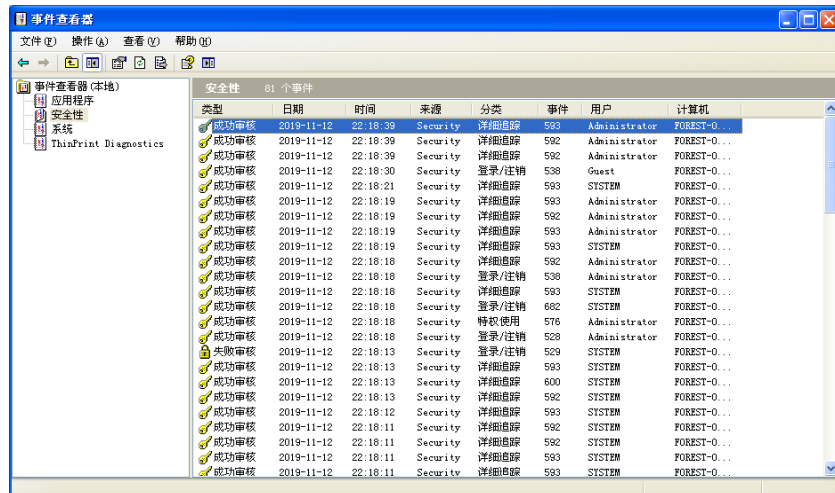 事件查看器
文件(F) 操作(A) 查看(V) 帮助(H)
事件查看器(本地)
应用程序
安全性
系统
ThinPrint Diagnostics
安全性 81 个事件
类型 日期 时间 来源 分类 事件 用户 计算机
成功审核 2019-11-12 22:18:39 Security 详细追踪 593 Administrator FOREST-0...
成功审核 2019-11-12 22:18:39 Security 详细追踪 592 Administrator FOREST-0...
成功审核 2019-11-12 22:18:39 Security 详细追踪 592 Administrator FOREST-0...
成功审核 2019-11-12 22:18:30 Security 登录/注销 538 Guest FOREST-0...
成功审核 2019-11-12 22:18:21 Security 详细追踪 593 SYSTEM FOREST-0...
成功审核 2019-11-12 22:18:19 Security 详细追踪 593 Administrator FOREST-0...
成功审核 2019-11-12 22:18:19 Security 详细追踪 592 Administrator FOREST-0...
成功审核 2019-11-12 22:18:19 Security 详细追踪 593 Administrator FOREST-0...
成功审核 2019-11-12 22:18:19 Security 详细追踪 593 SYSTEM FOREST-0...
成功审核 2019-11-12 22:18:18 Security 详细追踪 592 Administrator FOREST-0...
成功审核 2019-11-12 22:18:18 Security 登录/注销 538 Administrator FOREST-0...
成功审核 2019-11-12 22:18:18 Security 详细追踪 593 SYSTEM FOREST-0...
成功审核 2019-11-12 22:18:18 Security 登录/注销 682 SYSTEM FOREST-0...
成功审核 2019-11-12 22:18:18 Security 特权使用 576 Administrator FOREST-0...
成功审核 2019-11-12 22:18:18 Security 登录/注销 528 Administrator FOREST-0...
失败审核 2019-11-12 22:18:13 Security 登录/注销 529 SYSTEM FOREST-0...
成功审核 2019-11-12 22:18:13 Security 详细追踪 593 SYSTEM FOREST-0...
成功审核 2019-11-12 22:18:13 Security 详细追踪 600 SYSTEM FOREST-0...
成功审核 2019-11-12 22:18:13 Security 详细追踪 592 SYSTEM FOREST-0...
成功审核 2019-11-12 22:18:12 Security 详细追踪 593 SYSTEM FOREST-0...
成功审核 2019-11-12 22:18:11 Security 详细追踪 592 SYSTEM FOREST-0...
成功审核 2019-11-12 22:18:11 Security 详细追踪 592 SYSTEM FOREST-0...
成功审核 2019-11-12 22:18:11 Security 详细追踪 593 SYSTEM FOREST-0...
成功审核 2019-11-12 22:18:11 Security 详细追踪 593 SYSTEM FOREST-0...